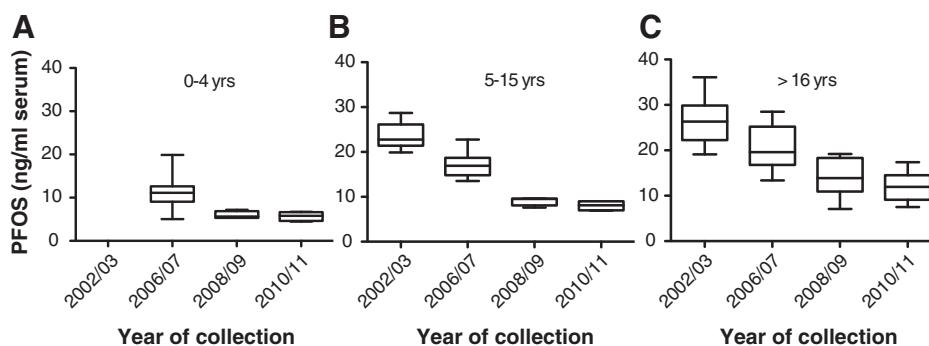 A
PFOS (ng/ml serum)
40
30
20
10
0
0-4 yrs
2002/03
2006/07
2008/09
2010/11
Year of collection
B
40
30
20
10
0
5-15 yrs
2002/03
2006/07
2008/09
2010/11
Year of collection
C
40
30
20
10
0
> 16 yrs
2002/03
2006/07
2008/09
2010/11
Year of collection